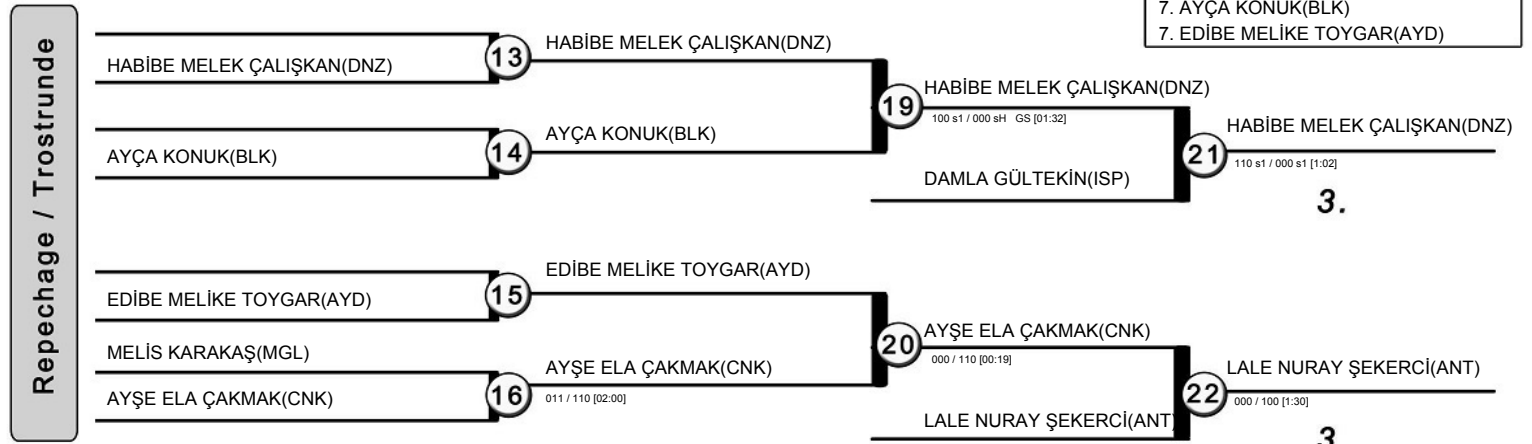 7. AYÇA KONUK(BLK)
7. EDİBE MELİKE TOYGAR(AYD)
Repechage / Trostrunde
HABİBE MELEK ÇALIŞKAN(DNZ)
13
HABİBE MELEK ÇALIŞKAN(DNZ)
AYÇA KONUK(BLK)
14
AYÇA KONUK(BLK)
19
HABİBE MELEK ÇALIŞKAN(DNZ)
100 s1 / 000 sH GS [01:32]
DAMLA GÜLTEKİN(ISP)
21
HABİBE MELEK ÇALIŞKAN(DNZ)
110 s1 / 000 s1 [1:02]
3.
EDİBE MELİKE TOYGAR(AYD)
15
EDİBE MELİKE TOYGAR(AYD)
MELİS KARAKAŞ(MGL)
AYŞE ELA ÇAKMAK(CNK)
16
AYŞE ELA ÇAKMAK(CNK)
011 / 110 [02:00]
20
AYŞE ELA ÇAKMAK(CNK)
000 / 110 [00:19]
LALE NURAY ŞEKERCİ(ANT)
22
LALE NURAY ŞEKERCİ(ANT)
000 / 100 [1:30]
3